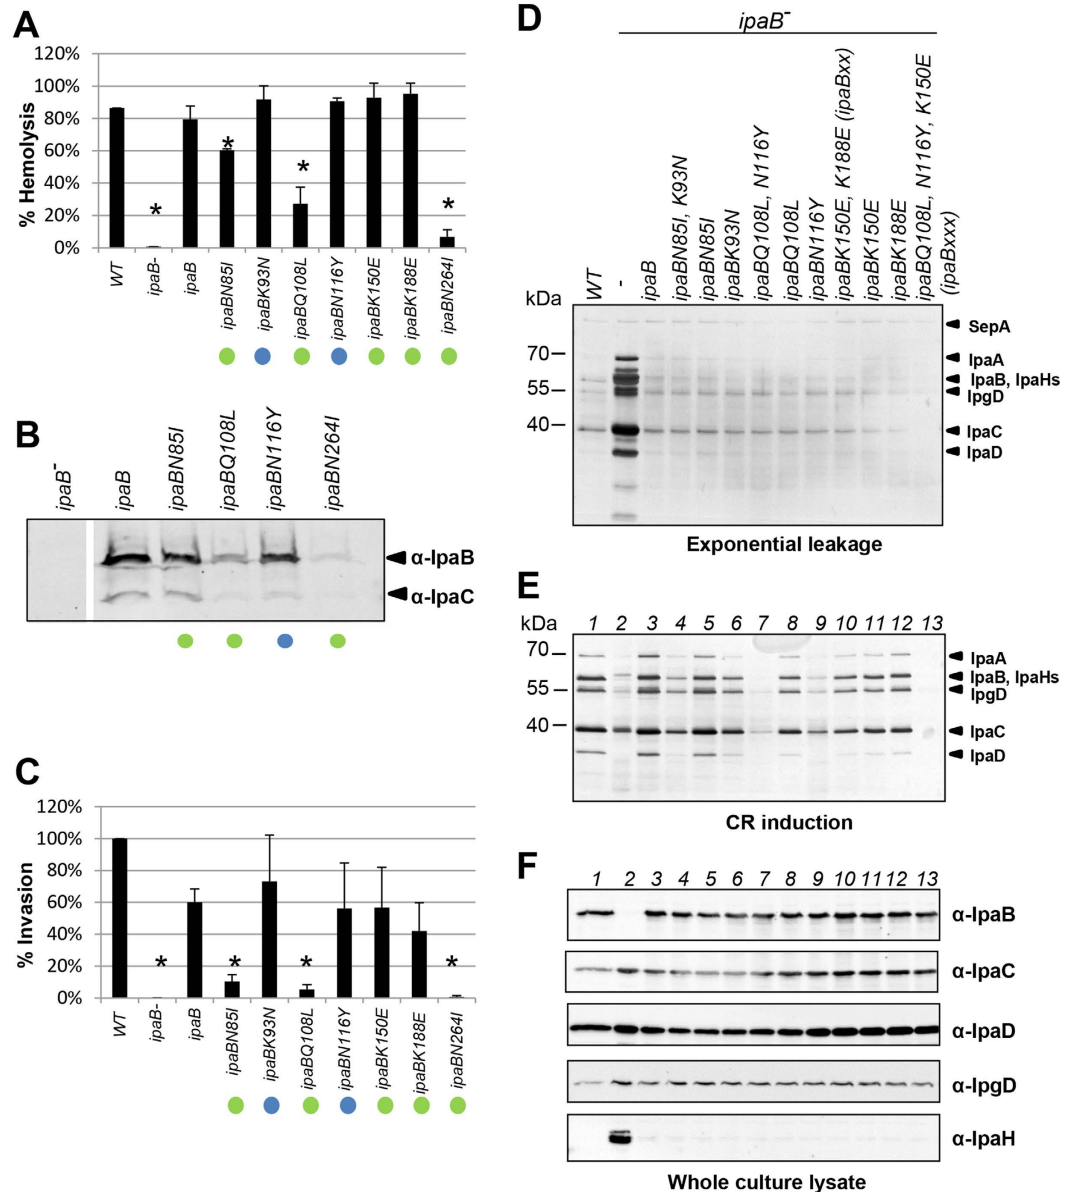 A
120%
100%
80%
60%
40%
20%
0%
% Hemolysis
* * * *
WT
ipaB-
ipaB
ipaBN85I
ipaBK93N
ipaBQ108L
ipaBN116Y
ipaBK150E
ipaBK188E
ipaBN264I
B
ipaB-
ipaB
ipaBN85I
ipaBQ108L
ipaBN116Y
ipaBN264I
α-IpaB
α-IpaC
C
120%
100%
80%
60%
40%
20%
0%
% Invasion
* * * *
WT
ipaB-
ipaB
ipaBN85I
ipaBK93N
ipaBQ108L
ipaBN116Y
ipaBK150E
ipaBK188E
ipaBN264I
D
ipaB-
WT
-
ipaB
ipaBN85I, K93N
ipaBN85I
ipaBK93N
ipaBQ108L, N116Y
ipaBQ108L
ipaBN116Y
ipaBK150E, K188E (ipaBxx)
ipaBK150E
ipaBK188E
ipaBQ108L, N116Y, K150E
(ipaBxxx)
kDa
70
55
40
SepA
IpaA
IpaB, IpaHs
IpgD
IpaC
IpaD
Exponential leakage
E
kDa 1 2 3 4 5 6 7 8 9 10 11 12 13
70
55
40
IpaA
IpaB, IpaHs
IpgD
IpaC
IpaD
CR induction
F
1 2 3 4 5 6 7 8 9 10 11 12 13
α-IpaB
α-IpaC
α-IpaD
α-IpgD
α-IpaH
Whole culture lysate